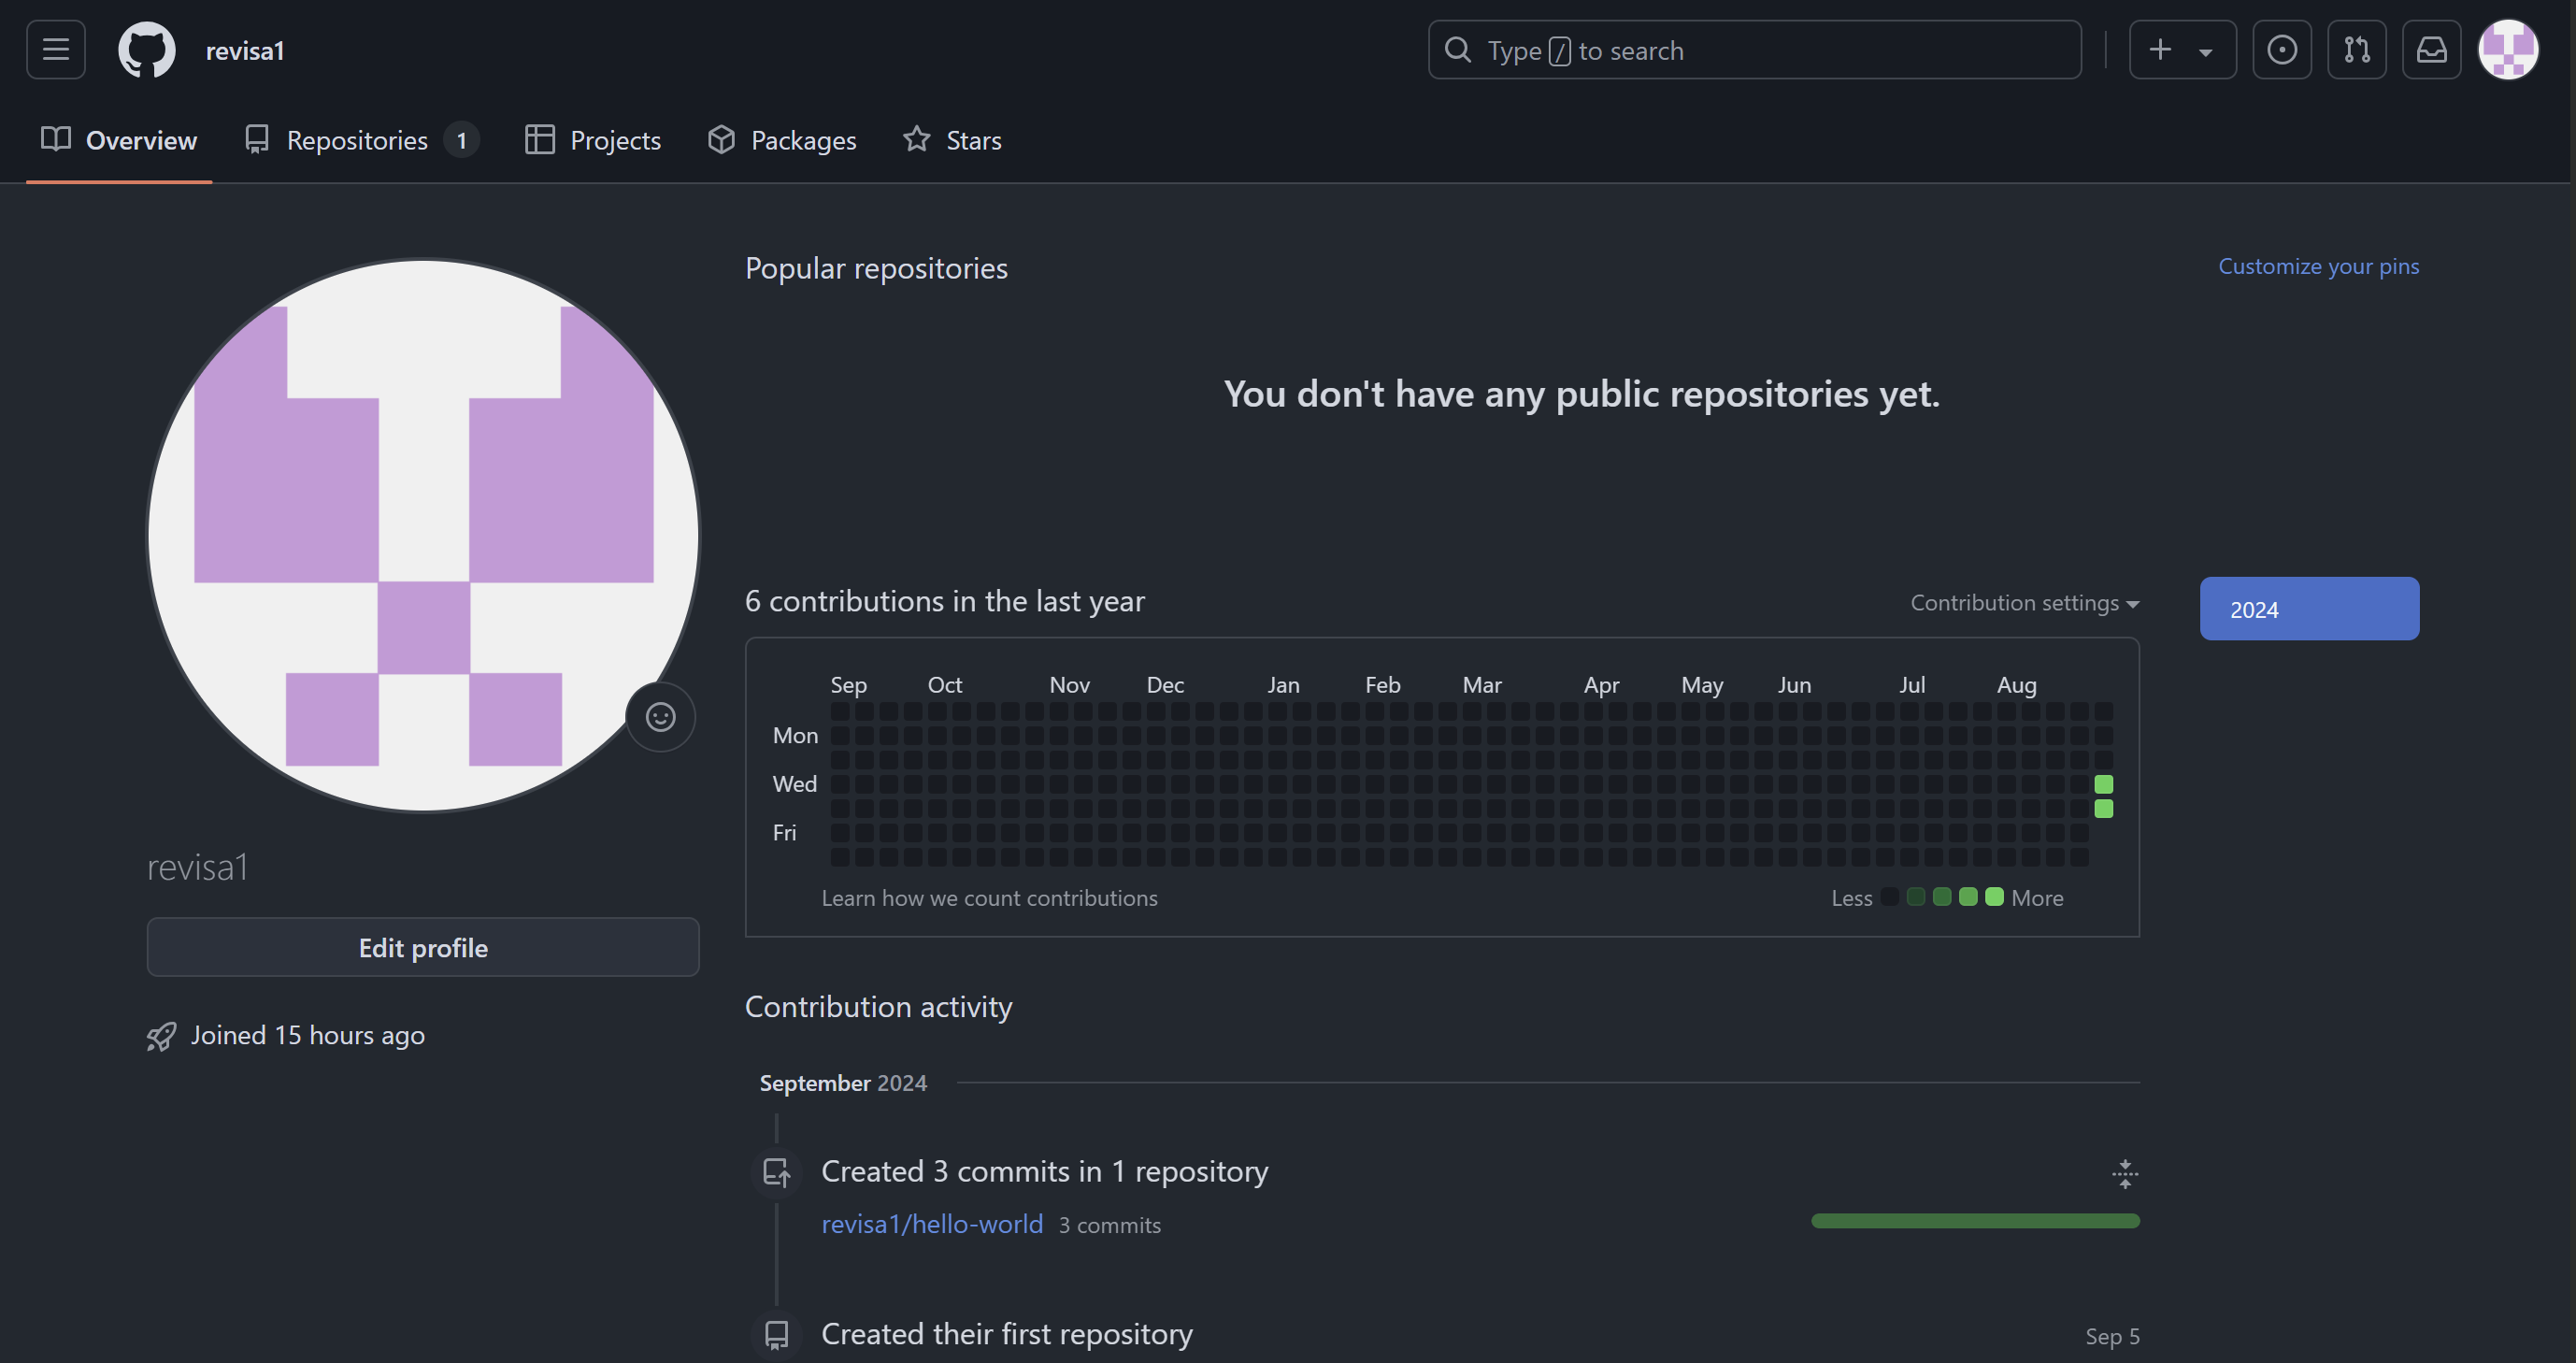 revisa1
Type / to search
Overview
Repositories 1
Projects
Packages
Stars
revisa1
Edit profile
Joined 15 hours ago
Popular repositories
Customize your pins
You don't have any public repositories yet.
6 contributions in the last year
Contribution settings
2024
Sep Oct Nov Dec Jan Feb Mar Apr May Jun Jul Aug
Mon
Wed
Fri
Learn how we count contributions
Less More
Contribution activity
September 2024
Created 3 commits in 1 repository
revisa1/hello-world 3 commits
Created their first repository
Sep 5